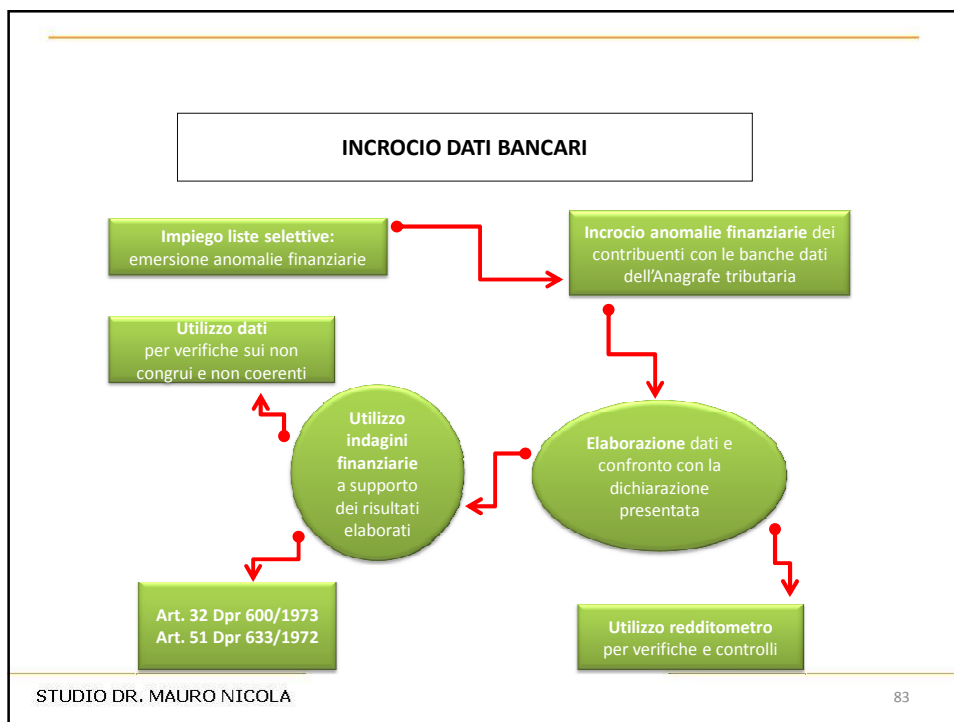 INCROCIO DATI BANCARI
Impiego liste selettive:
emersione anomalie finanziarie
Incrocio anomalie finanziarie dei
contribuenti con le banche dati
dell'Anagrafe tributaria
Utilizzo dati
per verifiche sui non
congrui e non coerenti
Utilizzo
indagini
finanziarie
a supporto
dei risultati
elaborati
Elaborazione dati e
confronto con la
dichiarazione
presentata
Art. 32 Dpr 600/1973
Art. 51 Dpr 633/1972
Utilizzo redditometro
per verifiche e controlli
STUDIO DR. MAURO NICOLA
83